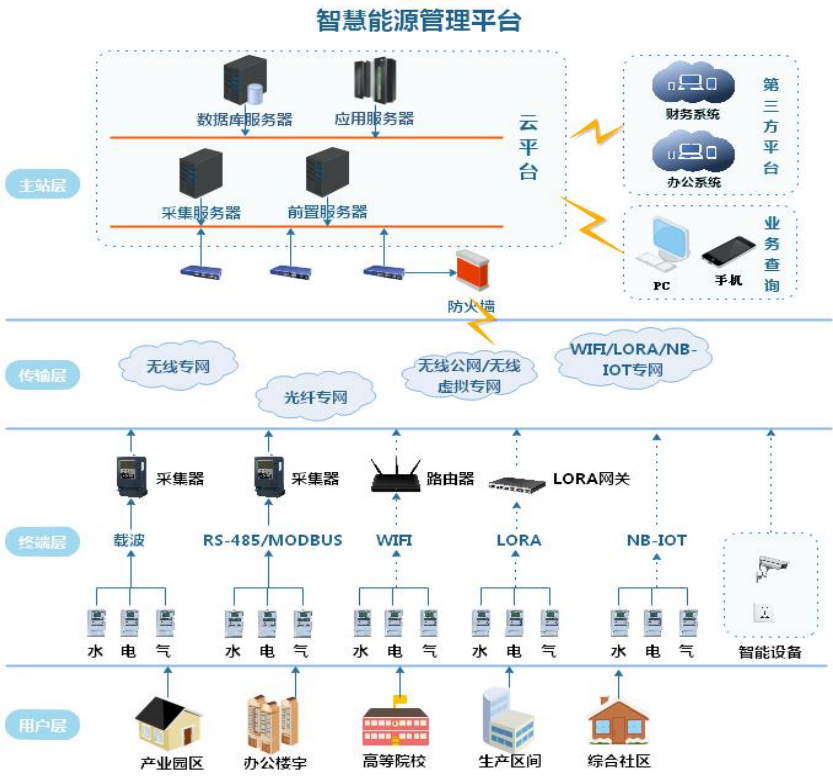 智慧能源管理平台
数据库服务器
应用服务器
云平台
财务系统
办公系统
第三方平台
主站层
采集服务器
前置服务器
PC
手机
业务查询
防火墙
传输层
无线专网
光纤专网
无线公网/无线
虚拟专网
WIFI/LORA/NB-
IOT专网
采集器
采集器
路由器
LORA网关
终端层
载波
RS-485/MODBUS
WIFI
LORA
NB-IOT
水 电 气
水 电 气
水 电 气
水 电 气
水 电 气
智能设备
用户层
产业园区
办公楼宇
高等院校
生产区间
综合社区